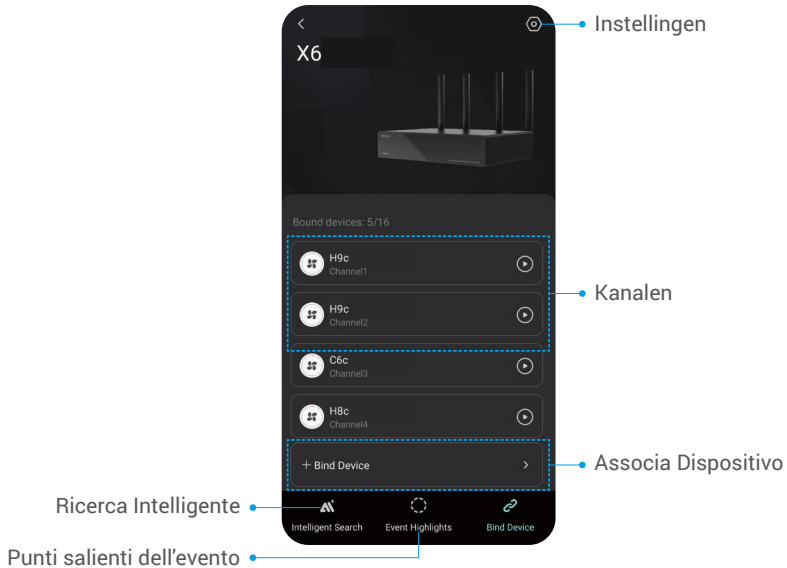 Instellingen
X6
Bound devices: 5/16
H9c
Channel1
Kanalen
H9c
Channel2
C6c
Channel3
H8c
Channel4
+ Bind Device
Associa Dispositivo
Ricerca Intelligente
Intelligent Search
Event Highlights
Bind Device
Punti salienti dell'evento